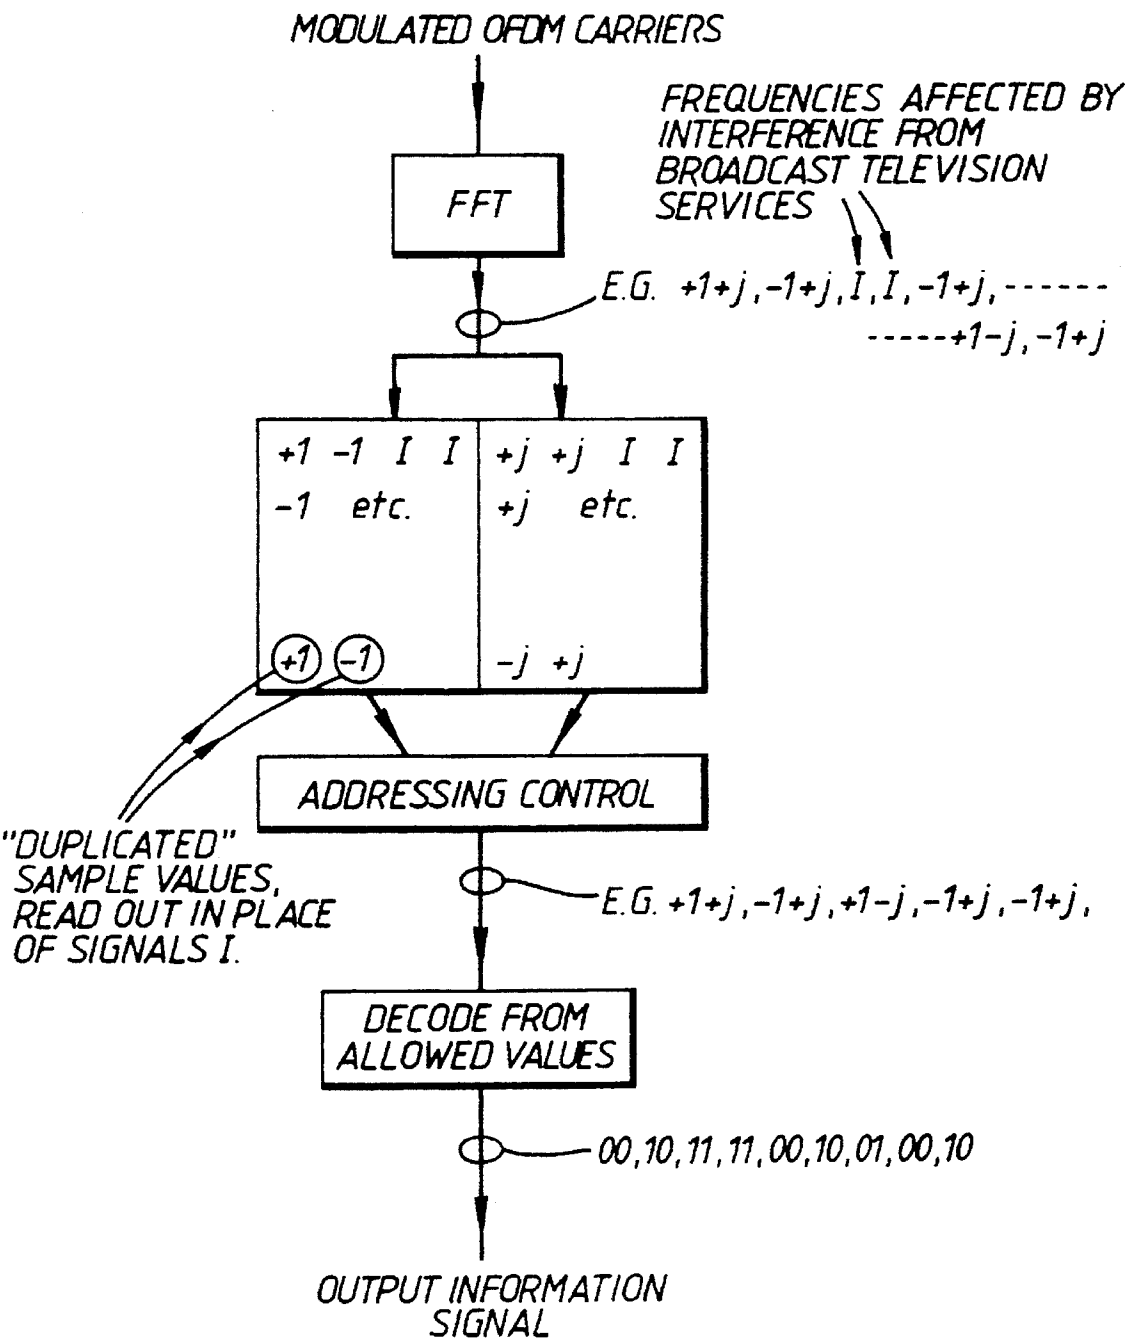 MODULATED OFDM CARRIERS
FREQUENCIES AFFECTED BY
INTERFERENCE FROM
BROADCAST TELEVISION
SERVICES
FFT
E.G. +1+j,-1+j,I,I,-1+j,------
-----+1-j,-1+j
+1 -1 I I
-1 etc.
+j +j I I
+j etc.
+1 -1
-j +j
ADDRESSING CONTROL
"DUPLICATED"
SAMPLE VALUES,
READ OUT IN PLACE
OF SIGNALS I.
E.G. +1+j,-1+j,+1-j,-1+j,-1+j,
DECODE FROM
ALLOWED VALUES
00,10,11,11,00,10,01,00,10
OUTPUT INFORMATION
SIGNAL